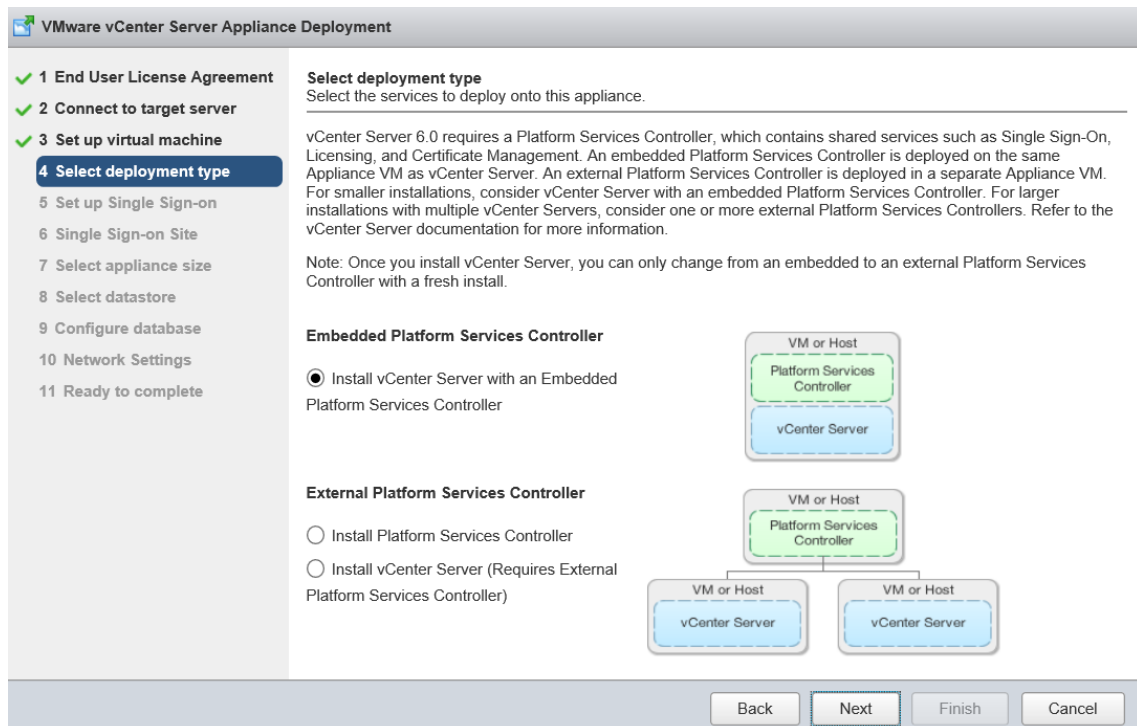 VMware vCenter Server Appliance Deployment
1 End User License Agreement
2 Connect to target server
3 Set up virtual machine
4 Select deployment type
5 Set up Single Sign-on
6 Single Sign-on Site
7 Select appliance size
8 Select datastore
9 Configure database
10 Network Settings
11 Ready to complete
Select deployment type
Select the services to deploy onto this appliance.
vCenter Server 6.0 requires a Platform Services Controller, which contains shared services such as Single Sign-On,
Licensing, and Certificate Management. An embedded Platform Services Controller is deployed on the same
Appliance VM as vCenter Server. An external Platform Services Controller is deployed in a separate Appliance VM.
For smaller installations, consider vCenter Server with an embedded Platform Services Controller. For larger
installations with multiple vCenter Servers, consider one or more external Platform Services Controllers. Refer to the
vCenter Server documentation for more information.
Note: Once you install vCenter Server, you can only change from an embedded to an external Platform Services
Controller with a fresh install.
Embedded Platform Services Controller
Install vCenter Server with an Embedded
Platform Services Controller
VM or Host
Platform Services
Controller
vCenter Server
External Platform Services Controller
Install Platform Services Controller
Install vCenter Server (Requires External
Platform Services Controller)
VM or Host
Platform Services
Controller
VM or Host
vCenter Server
VM or Host
vCenter Server
Back
Next
Finish
Cancel